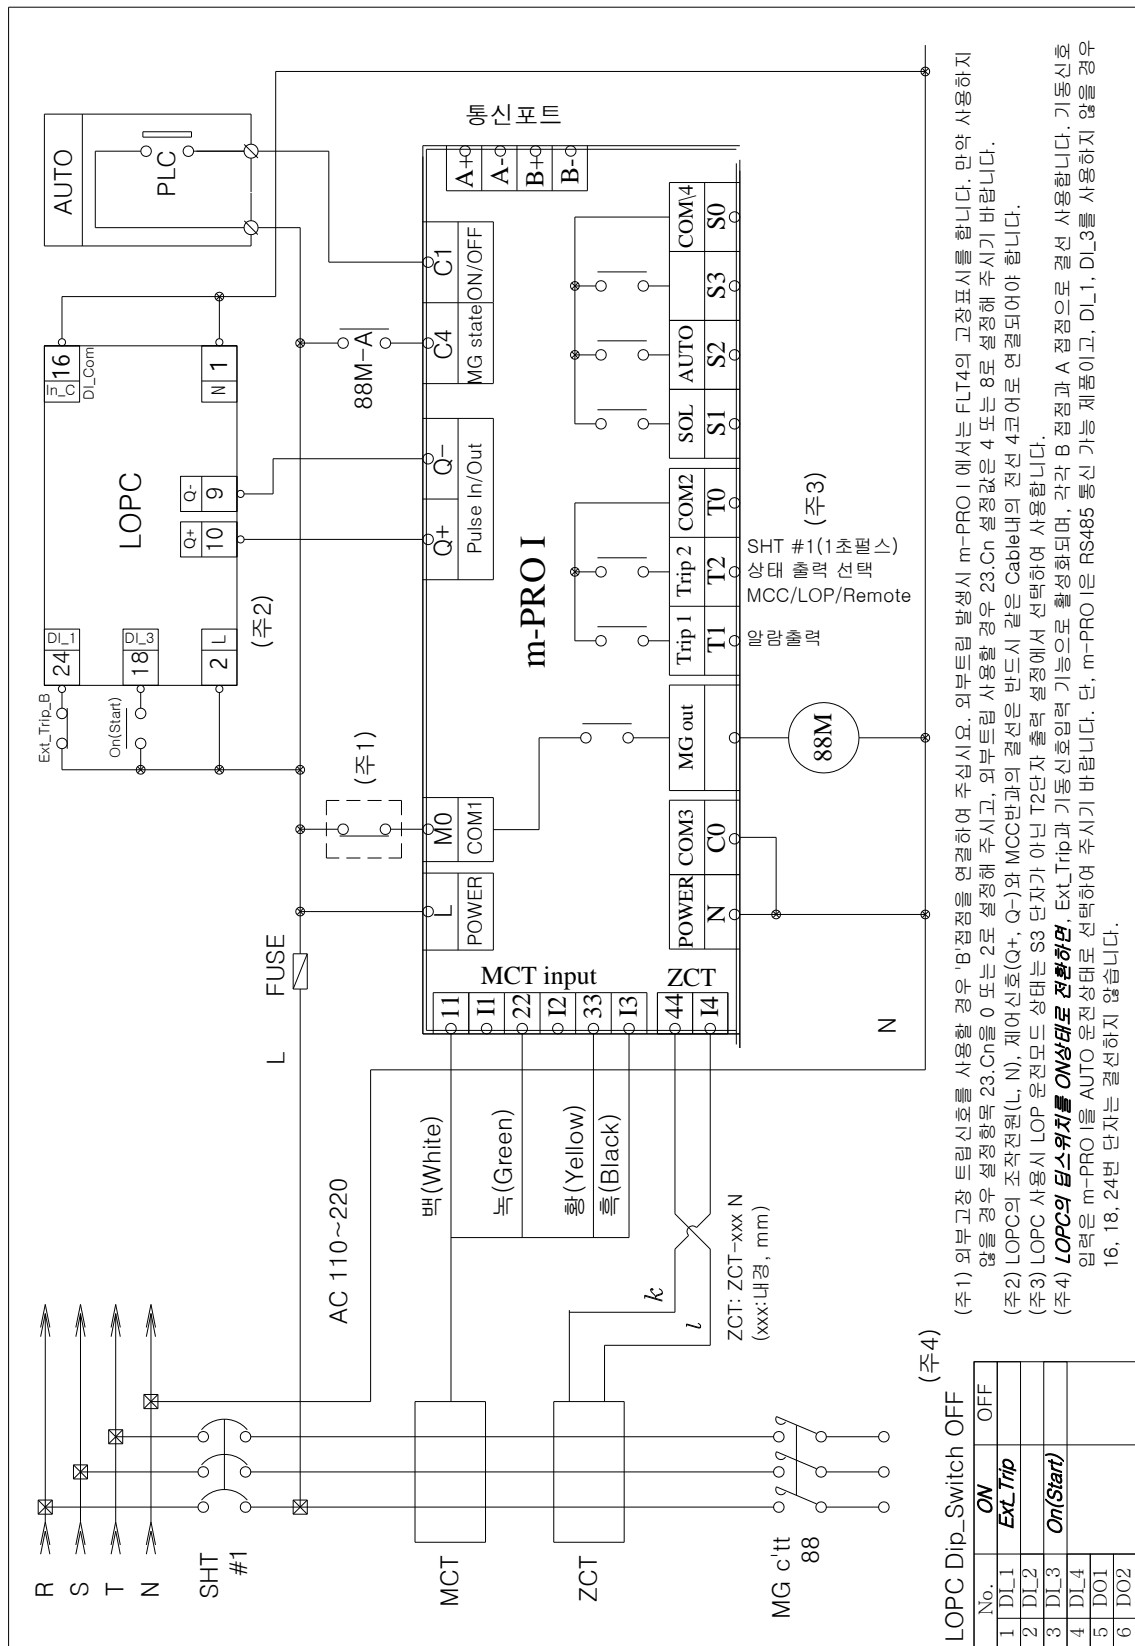 R
S
T
N
SHT
#1
MCT
ZCT
MG c'tt
88
AC 110~220
L
FUSE
N
백(White)
녹(Green)
황(Yellow)
흑(Black)
k
l
ZCT: ZCT-xxx N
(xxx:내경, mm)
AUTO
PLC
LOPC
24
DI_1
18
DI_3
2
L
10
Q+
9
Q-
16
In_C
DI_Com
N
1
Ext_Trip_B
On(Start)
(주2)
(주1)
88M-A
통신포트
A+
A-
B+
B-
m-PRO I
L
POWER
M0
COM1
Q+
Q-
Pulse In/Out
C4
MG state
C1
ON/OFF
MCT input
11
I1
22
I2
33
I3
ZCT
44
I4
POWER
N
COM3
C0
MG out
Trip 1
T1
Trip 2
T2
COM2
T0
SOL
S1
AUTO
S2
S3
COM\4
S0
88M
알람출력
SHT #1(1초펄스)
상태 출력 선택
MCC/LOP/Remote
(주3)
(주1) 외부고장 트립신호를 사용할 경우 'B'접점을 연결하여 주십시요. 외부트립 발생시 m-PRO I 에서는 FLT4의 고장표시를 합니다. 만약 사용하지
않을 경우 설정항목 23.Cn을 0 또는 2로 설정해 주시고, 외부트립 사용할 경우 23.Cn 설정값은 4 또는 8로 설정해 주시기 바랍니다.
(주2) LOPC의 조작전원(L, N), 제어신호(Q+, Q-)와 MCC반과의 결선은 반드시 같은 Cable내의 전선 4코어로 연결되어야 합니다.
(주3) LOPC 사용시 LOP 운전모드 상태는 S3 단자가 아닌 T2단자 출력 설정에서 선택하여 사용합니다.
(주4) LOPC의 딥스위치를 ON상태로 전환하면, Ext_Trip과 기동신호입력 기능으로 활성화되며, 각각 B 접점과 A 접점으로 결선 사용합니다. 기동신호
입력은 m-PRO I을 AUTO 운전상태로 선택하여 주시기 바랍니다. 단, m-PRO I은 RS485 통신 가능 제품이고, DI_1, DI_3를 사용하지 않을 경우
16, 18, 24번 단자는 결선하지 않습니다.
LOPC Dip_Switch OFF
(주4)
No. ON OFF
1 DI_1 Ext_Trip
2 DI_2
3 DI_3 On(Start)
4 DI_4
5 DO1
6 DO2